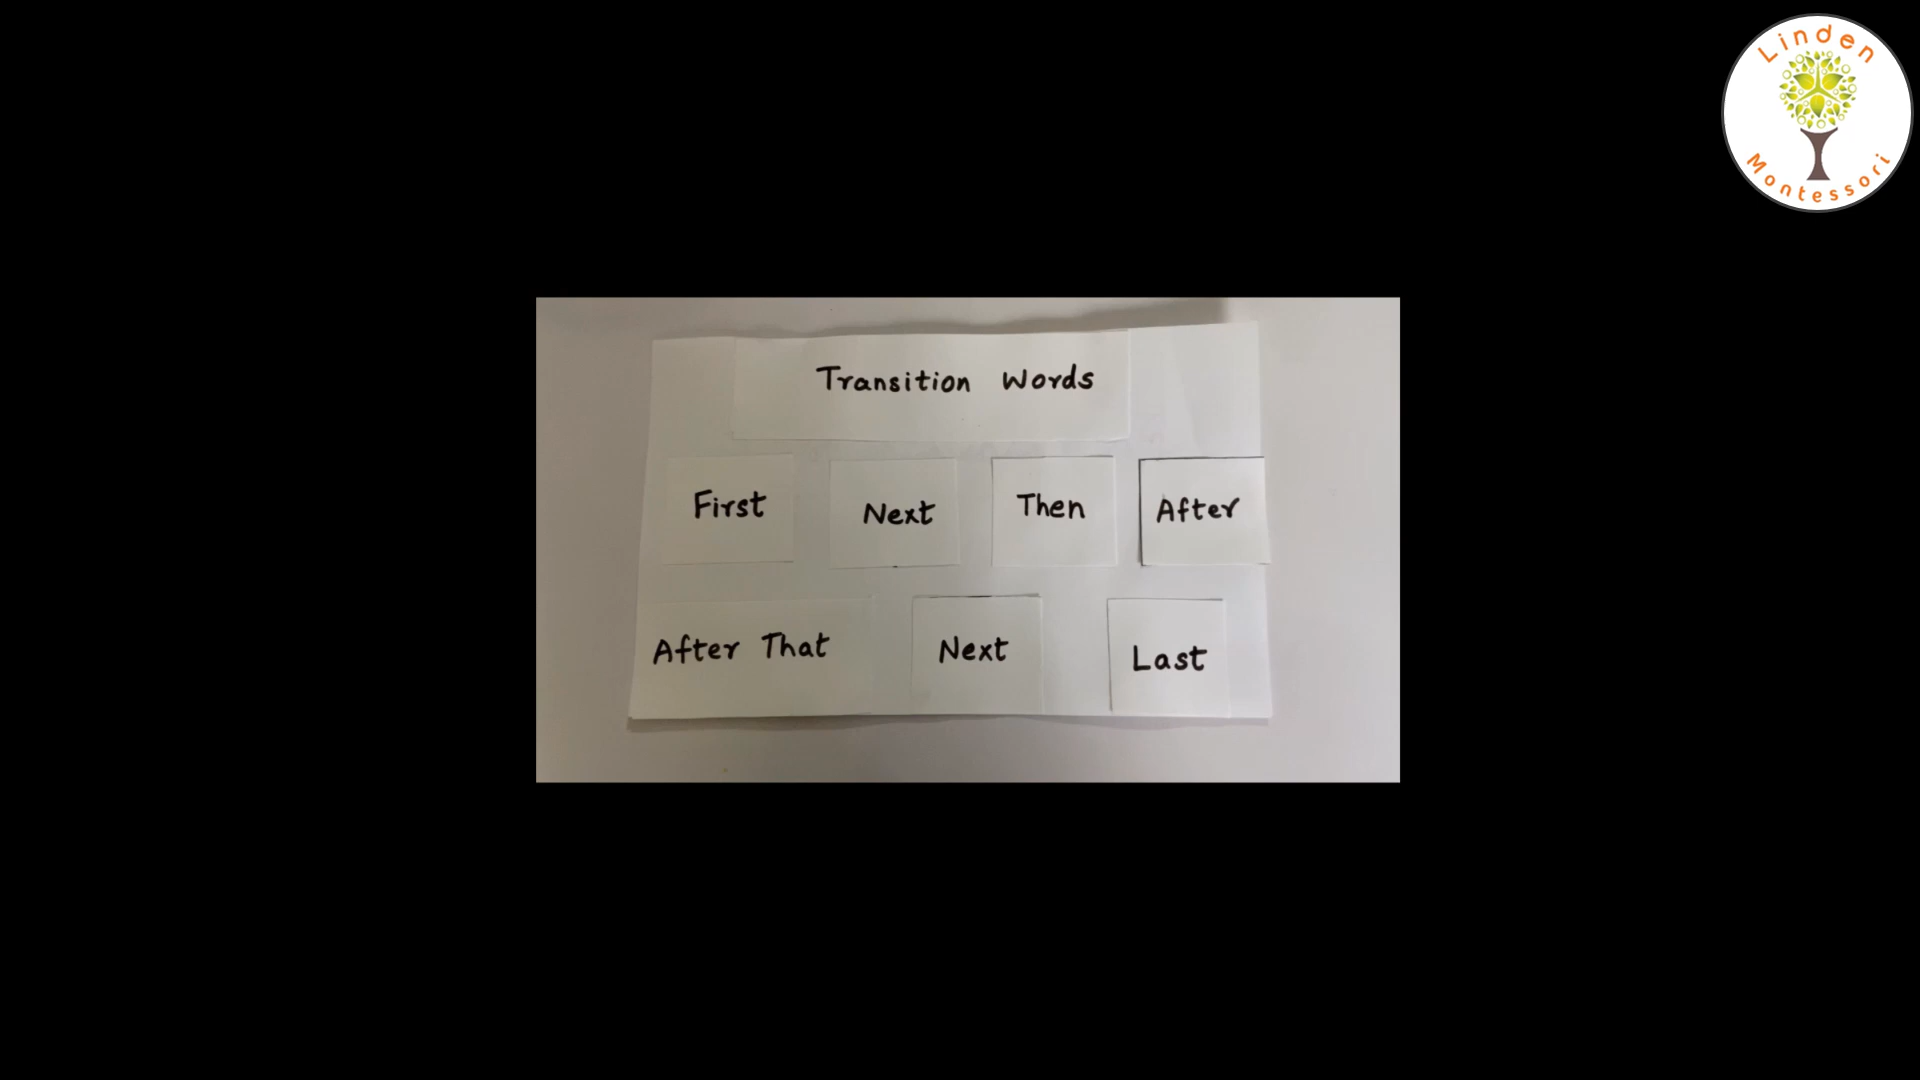 Linden
Montessori
Transition Words
First Next Then After
After That Next Last